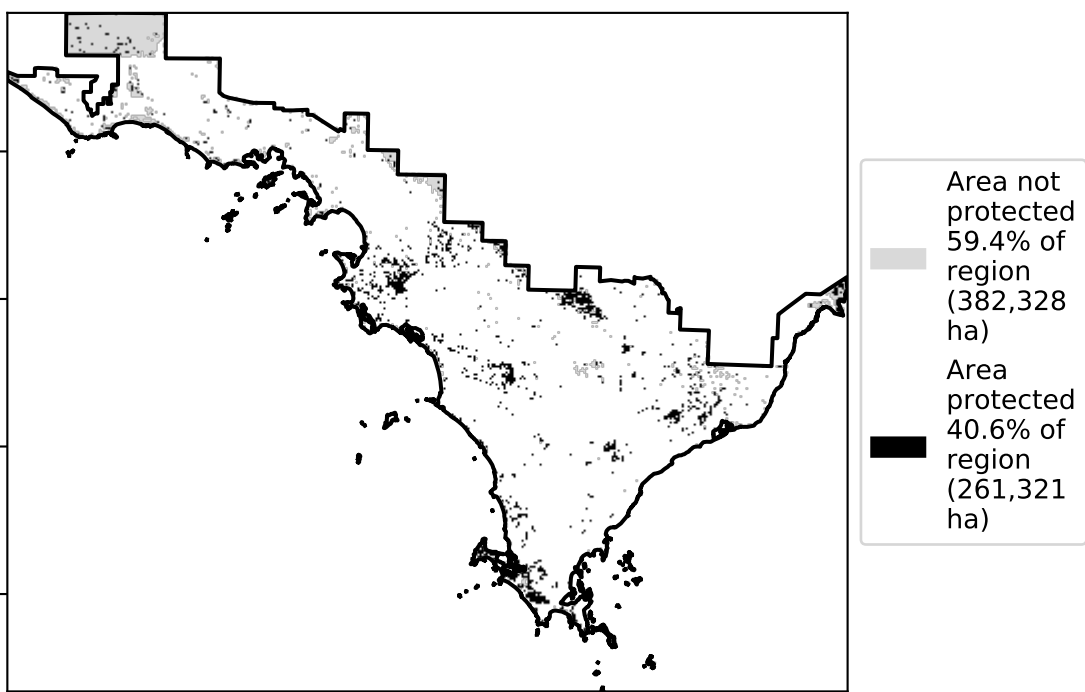 Area not
protected
59.4% of
region
(382,328
ha)
Area
protected
40.6% of
region
(261,321
ha)